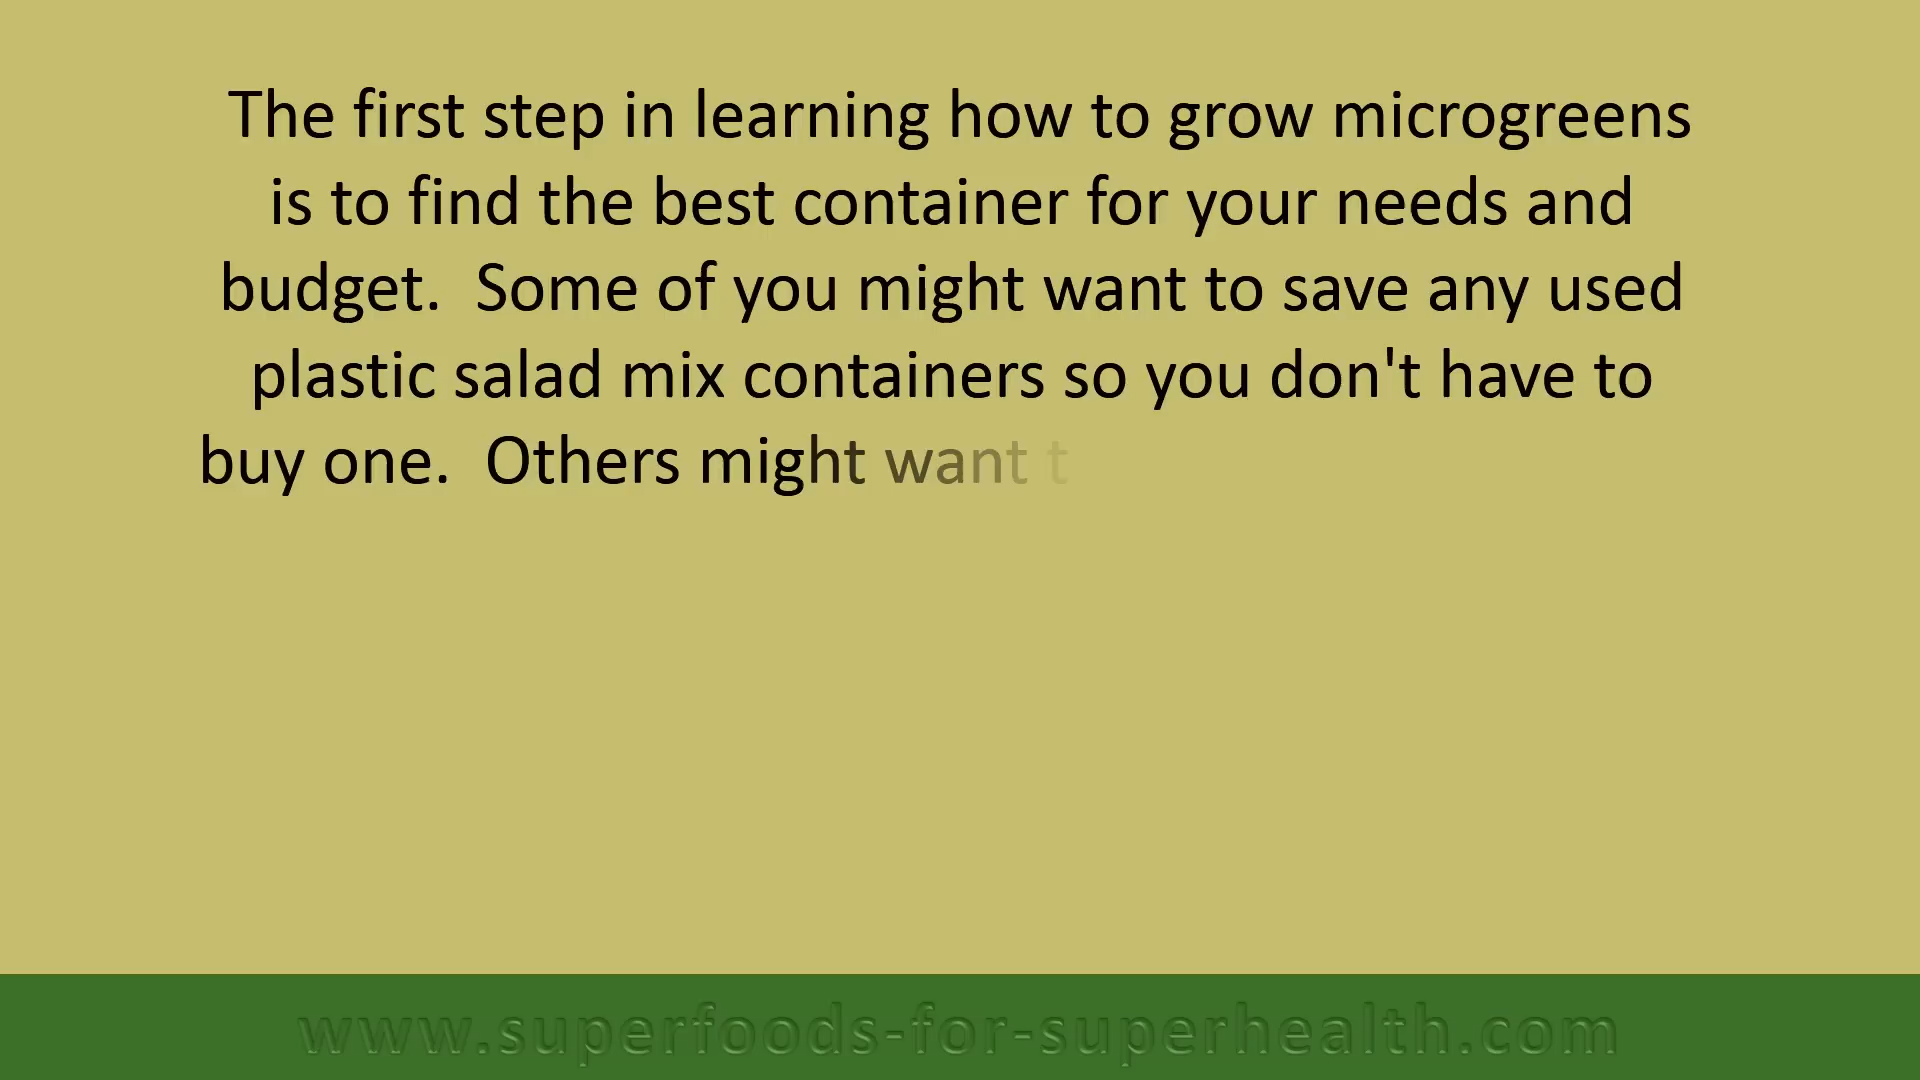 The first step in learning how to grow microgreens
is to find the best container for your needs and
budget.  Some of you might want to save any used
plastic salad mix containers so you don't have to
buy one.  Others might want t
www.superfoods-for-superhealth.com